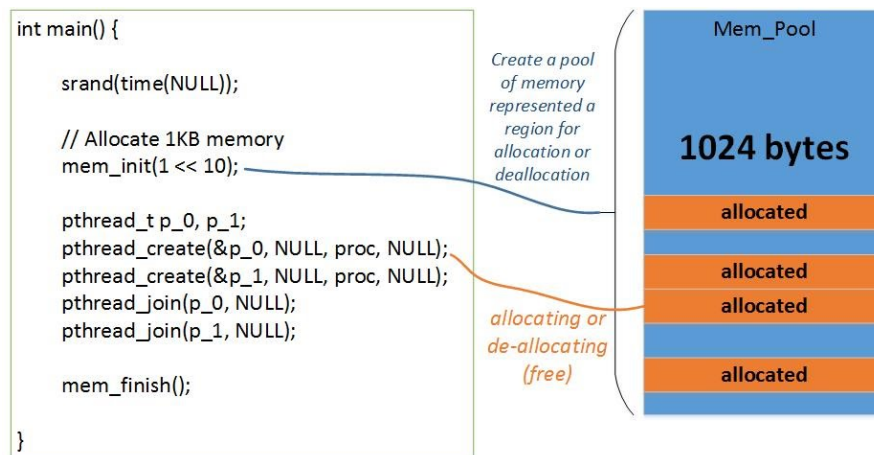 int main() {
srand(time(NULL));
// Allocate 1KB memory
mem_init(1 << 10);
pthread_t p_0, p_1;
pthread_create(&p_0, NULL, proc, NULL);
pthread_create(&p_1, NULL, proc, NULL);
pthread_join(p_0, NULL);
pthread_join(p_1, NULL);
mem_finish();
}
Create a pool
of memory
represented a
region for
allocation or
deallocation
allocating or
de-allocating
(free)
Mem_Pool
1024 bytes
allocated
allocated
allocated
allocated